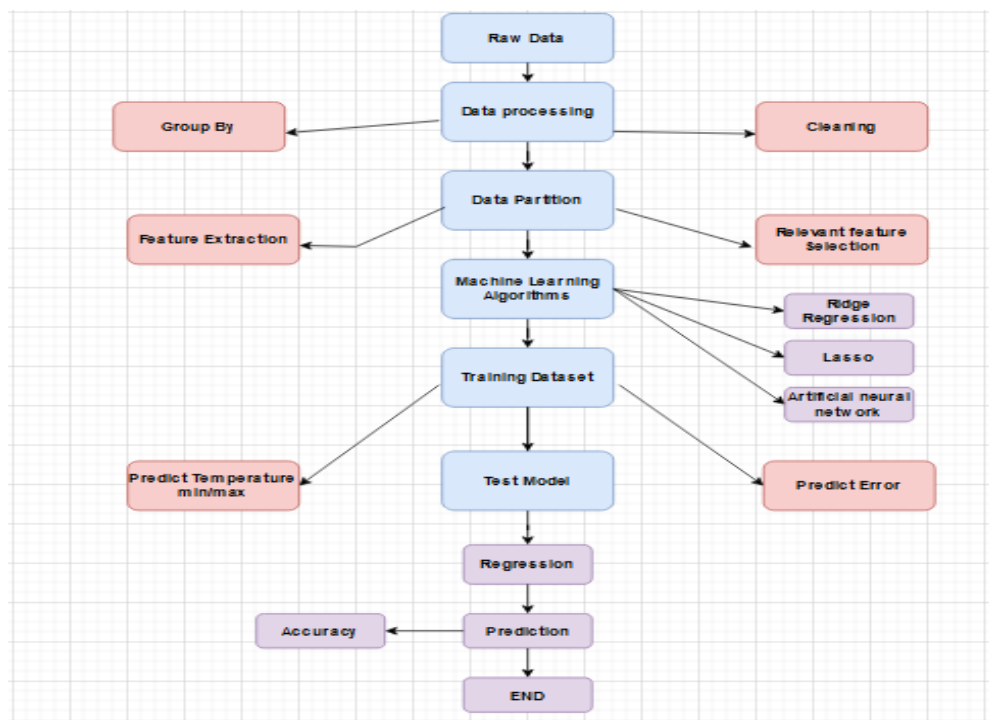 Raw Data
Data processing
Group By
Cleaning
Data Partition
Feature Extraction
Relevant feature
Selection
Machine Learning
Algorithms
Ridge
Regression
Lasso
Artificial neural
network
Training Dataset
Predict Temperature
min/max
Test Model
Predict Error
Regression
Accuracy
Prediction
END